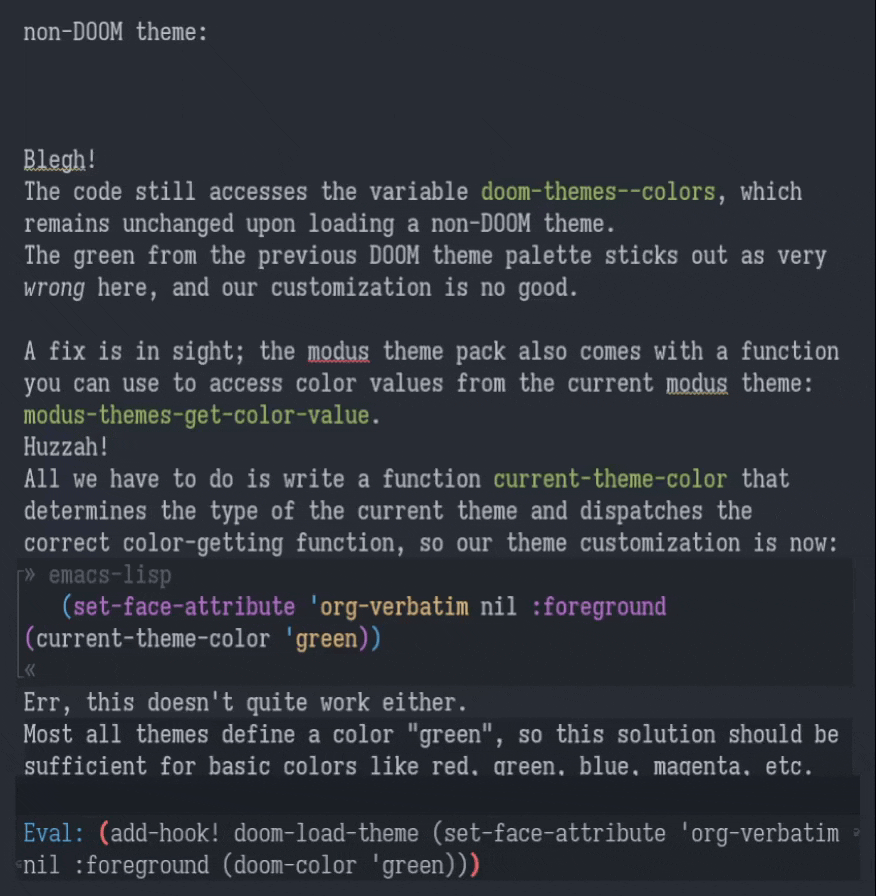 non-DOOM theme:
Blegh!
The code still accesses the variable doom-themes--colors, which
remains unchanged upon loading a non-DOOM theme.
The green from the previous DOOM theme palette sticks out as very
wrong here, and our customization is no good.
A fix is in sight; the modus theme pack also comes with a function
you can use to access color values from the current modus theme:
modus-themes-get-color-value.
Huzzah!
All we have to do is write a function current-theme-color that
determines the type of the current theme and dispatches the
correct color-getting function, so our theme customization is now:
» emacs-lisp
(set-face-attribute 'org-verbatim nil :foreground
(current-theme-color 'green))
«
Err, this doesn't quite work either.
Most all themes define a color "green", so this solution should be
sufficient for basic colors like red, green, blue, magenta, etc.
Eval: (add-hook! doom-load-theme (set-face-attribute 'org-verbatim
nil :foreground (doom-color 'green)))